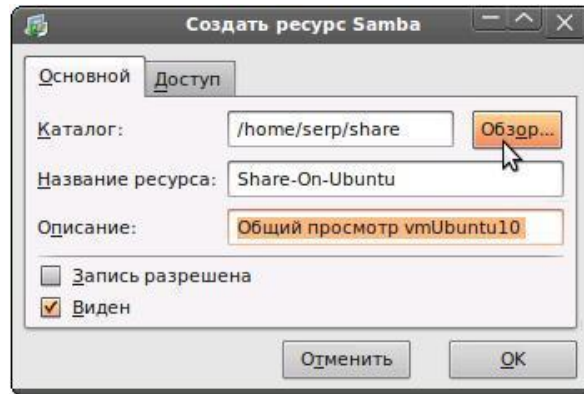 Создать ресурс Samba
Основной Доступ
Каталог: /home/serp/share Обзор...
Название ресурса: Share-On-Ubuntu
Описание: Общий просмотр vmUbuntu10
Запись разрешена
Виден
Отменить OK